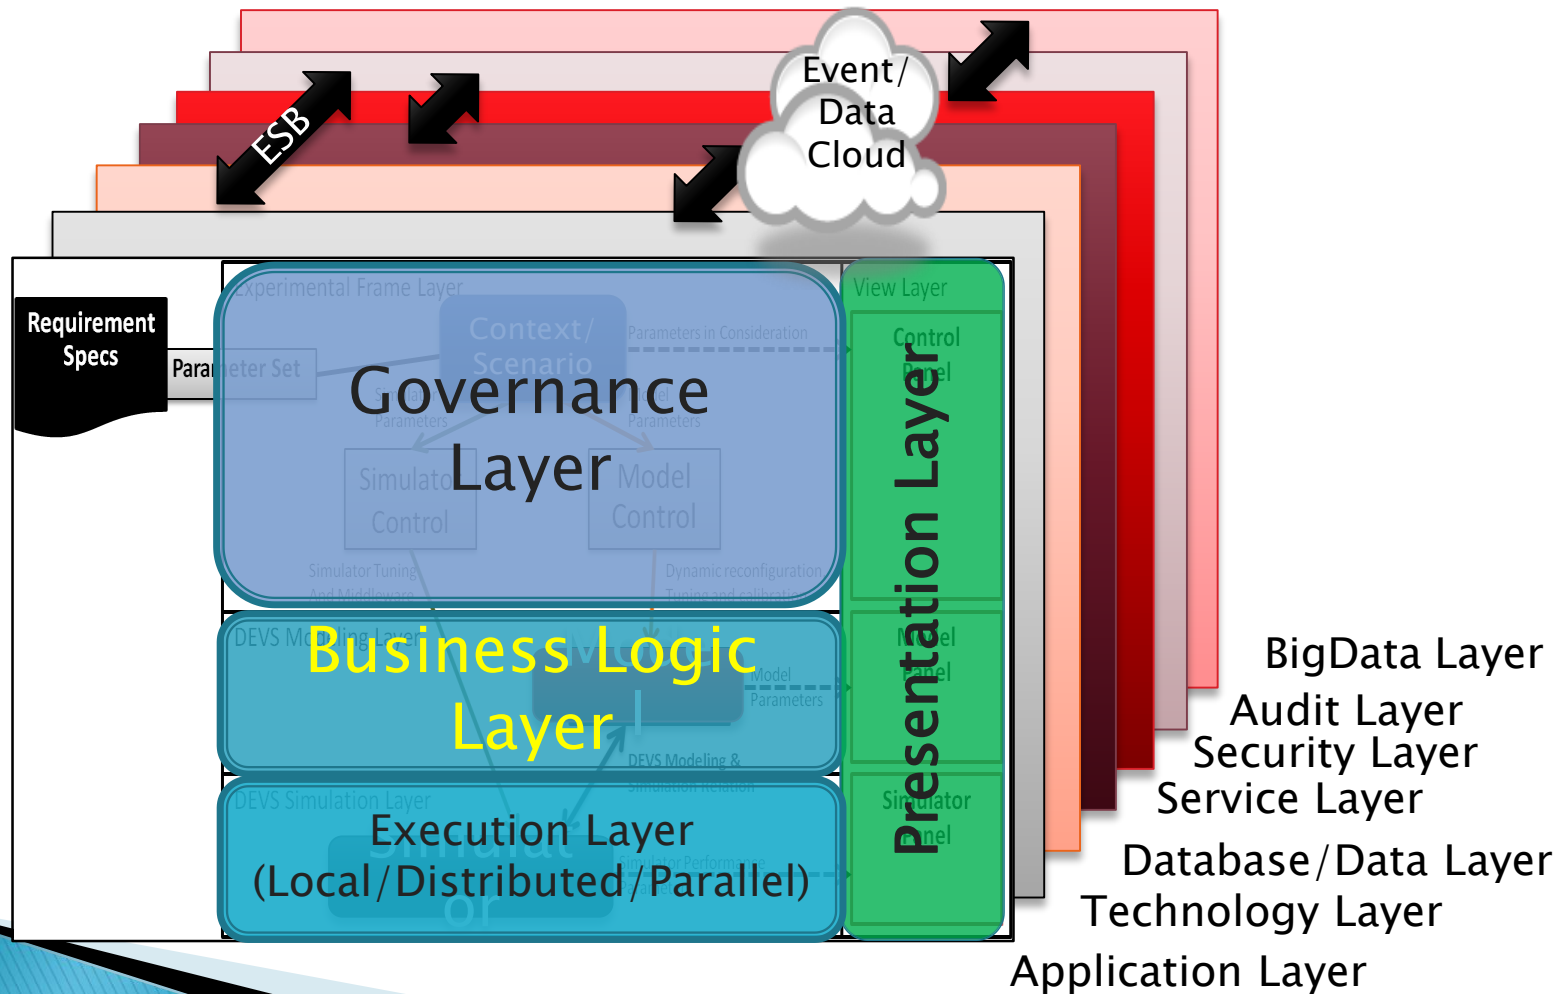 Event/
Data
Cloud
ESB
Requirement
Specs
Parameter Set
Experimental Frame Layer
Context/
Scenario
Parameters in Consideration
Parameters
Parameters
Governance
Layer
Control
Model
Control
Simulator Tuning
And Middleware
Dynamic reconfiguration
Tuning and calibration
View Layer
Control
Panel
Presentation Layer
DEVS Modeling Layer
Business Logic
Layer
Model
Parameters
Model
Panel
DEVS Modeling &
Simulation Relation
DEVS Simulation Layer
Execution Layer
(Local/Distributed/Parallel)
Simulator Performance
Simulator
Panel
BigData Layer
Audit Layer
Security Layer
Service Layer
Database/Data Layer
Technology Layer
Application Layer